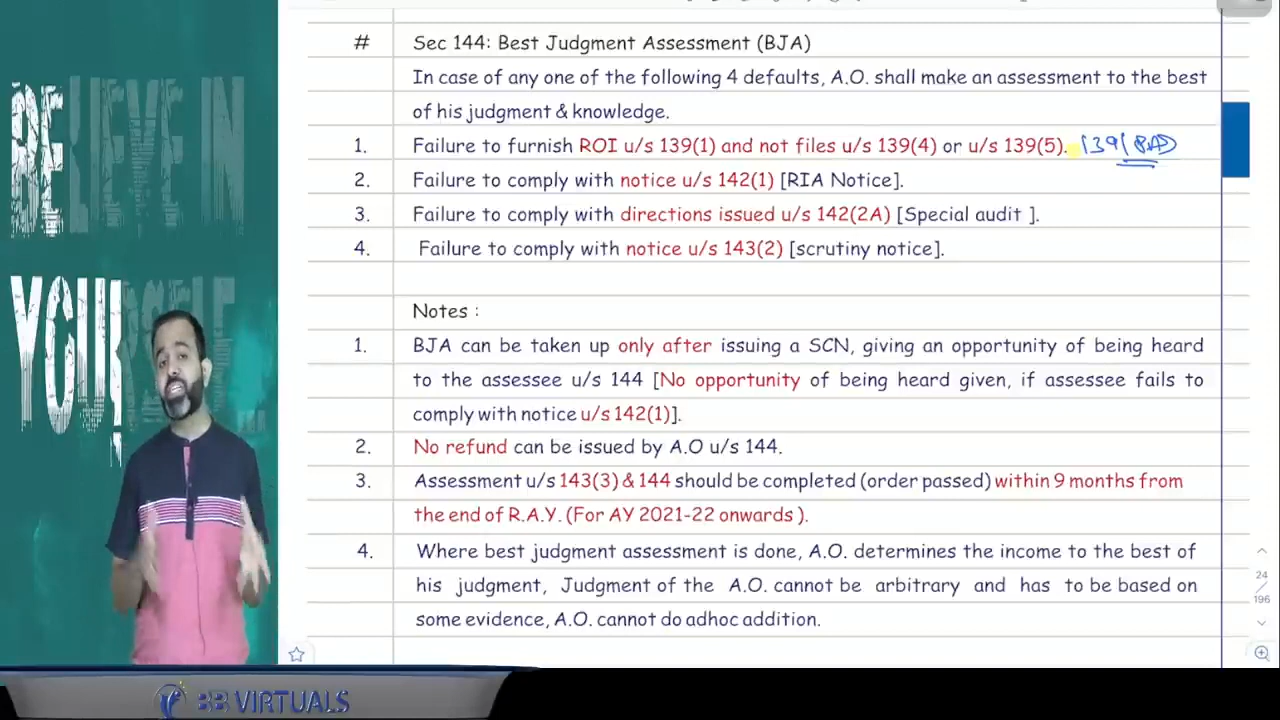 BELIEVE IN
YOURSELF...
# Sec 144: Best Judgment Assessment (BJA)
In case of any one of the following 4 defaults, A.O. shall make an assessment to the best
of his judgment & knowledge.
1. Failure to furnish ROI u/s 139(1) and not files u/s 139(4) or u/s 139(5). 139(8A)
2. Failure to comply with notice u/s 142(1) [RIA Notice].
3. Failure to comply with directions issued u/s 142(2A) [Special audit ].
4. Failure to comply with notice u/s 143(2) [scrutiny notice].
Notes :
1. BJA can be taken up only after issuing a SCN, giving an opportunity of being heard
to the assessee u/s 144 [No opportunity of being heard given, if assessee fails to
comply with notice u/s 142(1)].
2. No refund can be issued by A.O u/s 144.
3. Assessment u/s 143(3) & 144 should be completed (order passed) within 9 months from
the end of R.A.Y. (For AY 2021-22 onwards ).
4. Where best judgment assessment is done, A.O. determines the income to the best of
his judgment, Judgment of the A.O. cannot be arbitrary and has to be based on
some evidence, A.O. cannot do adhoc addition.
24
/
196
BB VIRTUALS